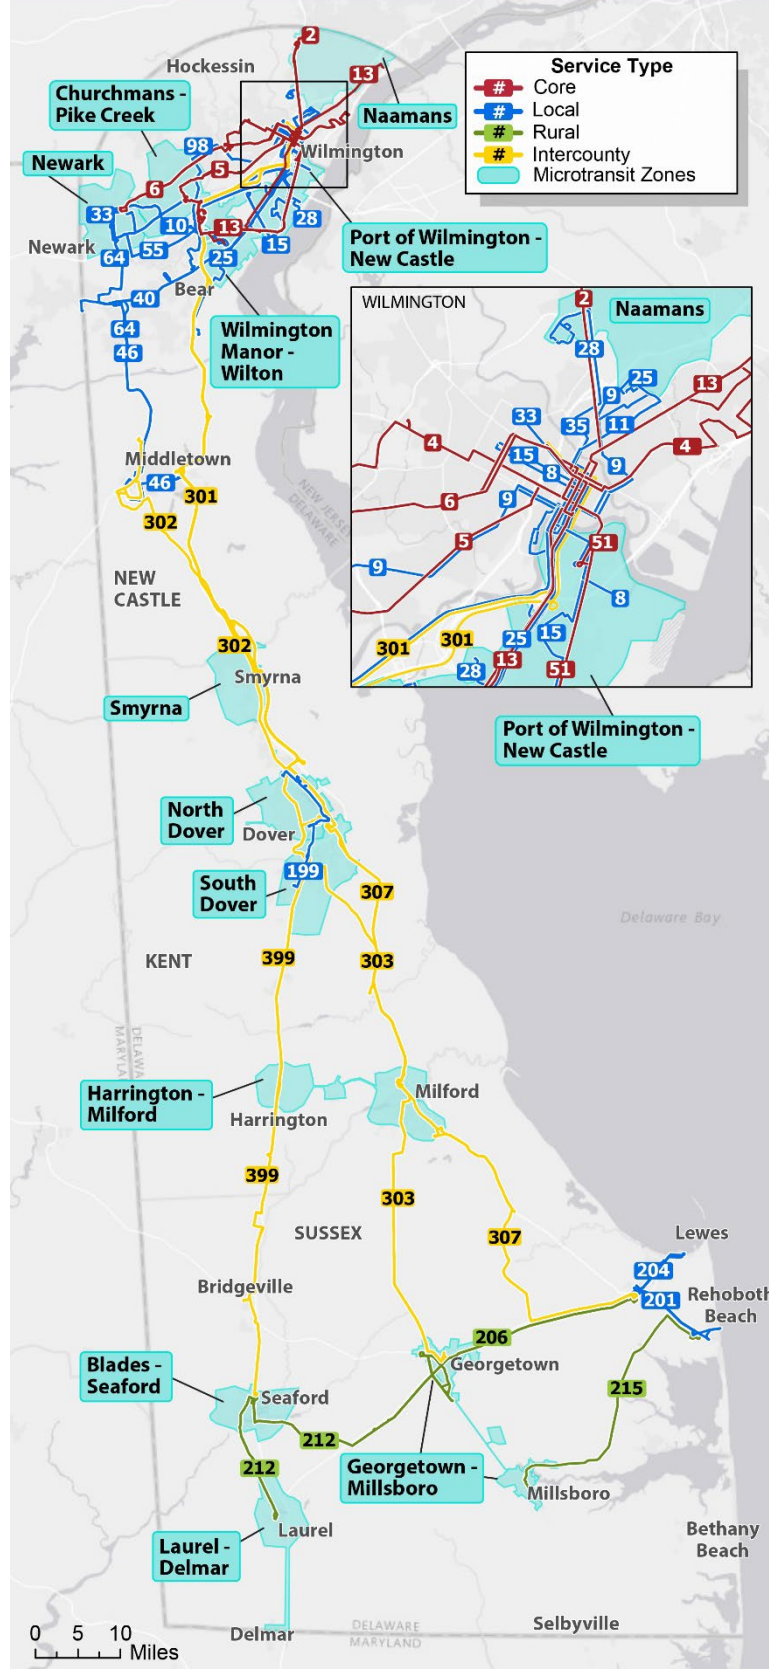 2
Hockessin
13
Churchmans -
Pike Creek
Naamans
98
Wilmington
Newark
5
6
33
28
10
13
Newark
55
15
64
25
Port of Wilmington -
New Castle
Bear
40
64
46
Wilmington
Manor -
Wilton
Service Type
# Core
# Local
# Rural
# Intercounty
Microtransit Zones
WILMINGTON
2
Naamans
28
25
13
9
33
35
11
4
4
15
8
9
6
9
5
51
9
8
301
301
25
15
13
28
51
Port of Wilmington -
New Castle
Middletown
46
301
302
NEW JERSEY
DELAWARE
NEW
CASTLE
302
Smyrna
Smyrna
North
Dover
Dover
199
South
Dover
307
Delaware Bay
KENT
399
303
DELAWARE
MARYLAND
Harrington -
Milford
Milford
Harrington
399
303
SUSSEX
307
Lewes
204
Bridgeville
201
Rehoboth
Beach
206
Blades -
Seaford
Georgetown
215
Seaford
212
Georgetown -
Millsboro
212
Millsboro
Laurel
Laurel -
Delmar
Bethany
Beach
0 5 10
Miles
Delmar
DELAWARE
MARYLAND
Selbyville